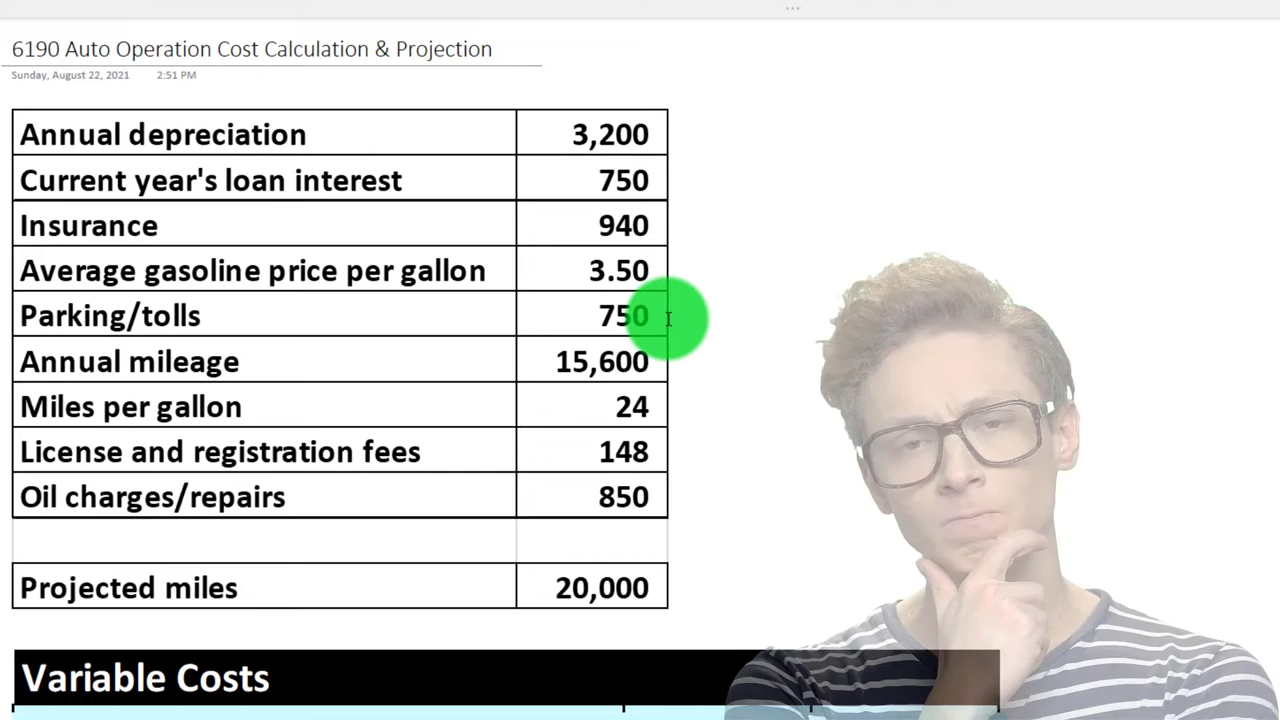 6190 Auto Operation Cost Calculation & Projection
Sunday, August 22, 2021 2:51 PM
Annual depreciation 3,200
Current year's loan interest 750
Insurance 940
Average gasoline price per gallon 3.50
Parking/tolls 750
Annual mileage 15,600
Miles per gallon 24
License and registration fees 148
Oil charges/repairs 850
Projected miles 20,000
Variable Costs